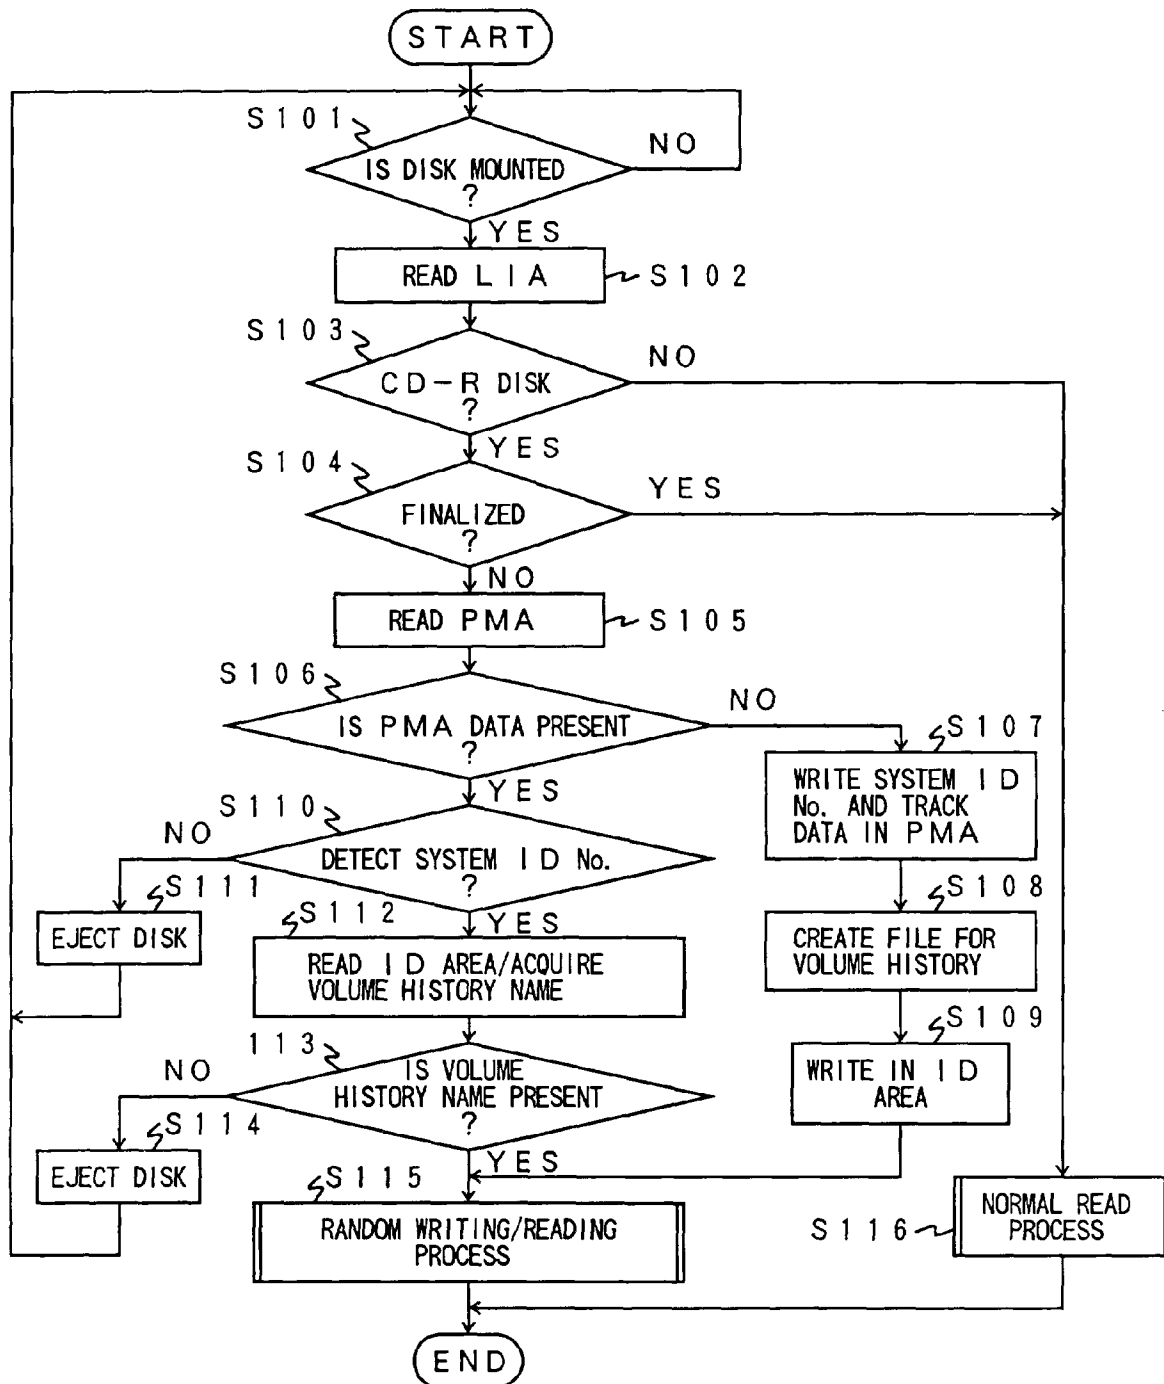 START
S101
NO
IS DISK MOUNTED
?
YES
READ LIA
S102
S103
NO
CD-R DISK
?
YES
S104
YES
FINALIZED
?
NO
READ PMA
S105
S106
NO
IS PMA DATA PRESENT
?
YES
S107
WRITE SYSTEM ID
No. AND TRACK
DATA IN PMA
S110
NO
DETECT SYSTEM ID No.
?
YES
S111
EJECT DISK
S112
READ ID AREA/ACQUIRE
VOLUME HISTORY NAME
S108
CREATE FILE FOR
VOLUME HISTORY
S109
WRITE IN ID
AREA
113
NO
IS VOLUME
HISTORY NAME PRESENT
?
YES
S114
EJECT DISK
S115
RANDOM WRITING/READING
PROCESS
S116
NORMAL READ
PROCESS
END